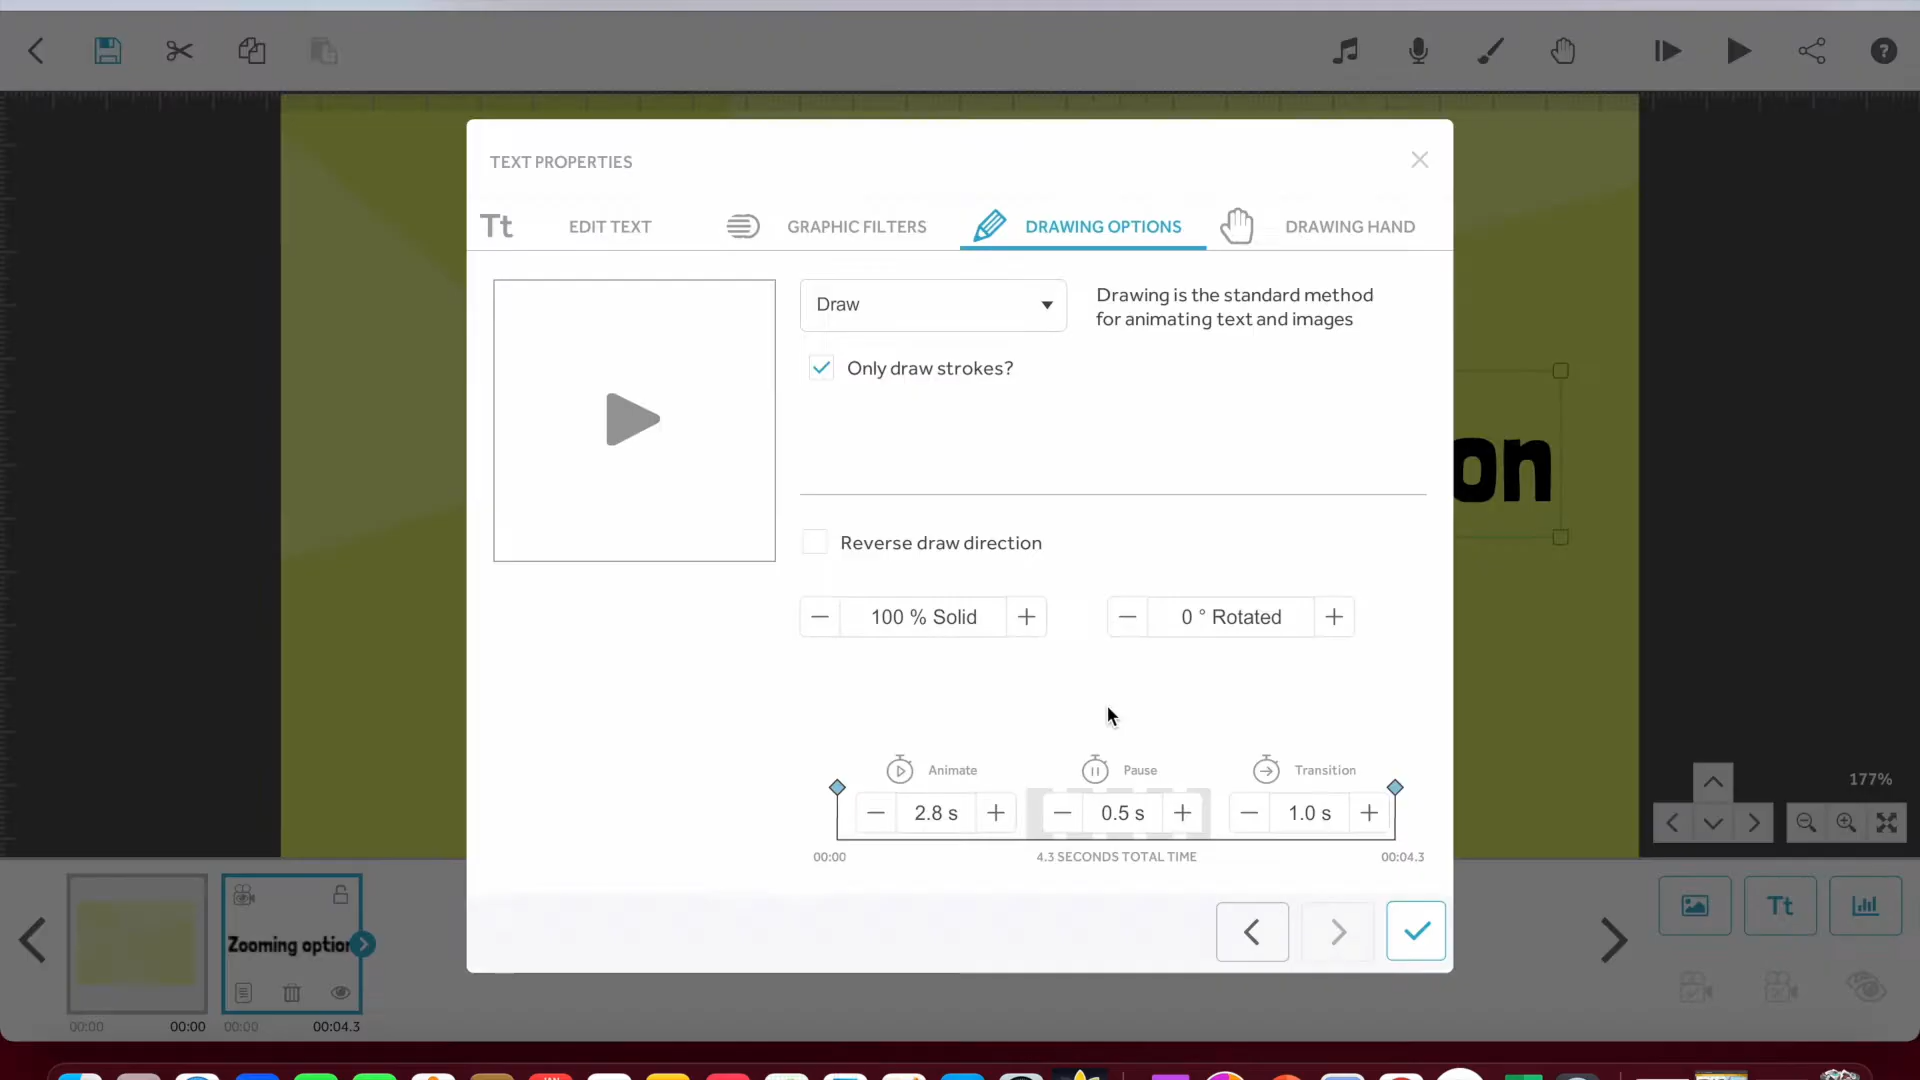 TEXT PROPERTIES
Tt EDIT TEXT GRAPHIC FILTERS DRAWING OPTIONS DRAWING HAND
Draw
Drawing is the standard method
for animating text and images
Only draw strokes?
on
Reverse draw direction
100 % Solid 0 ° Rotated
Animate Pause Transition
2.8 s 0.5 s 1.0 s
00:00 4.3 SECONDS TOTAL TIME 00:04.3
177%
Zooming option
Tt
00:00 00:00 00:00 00:04.3